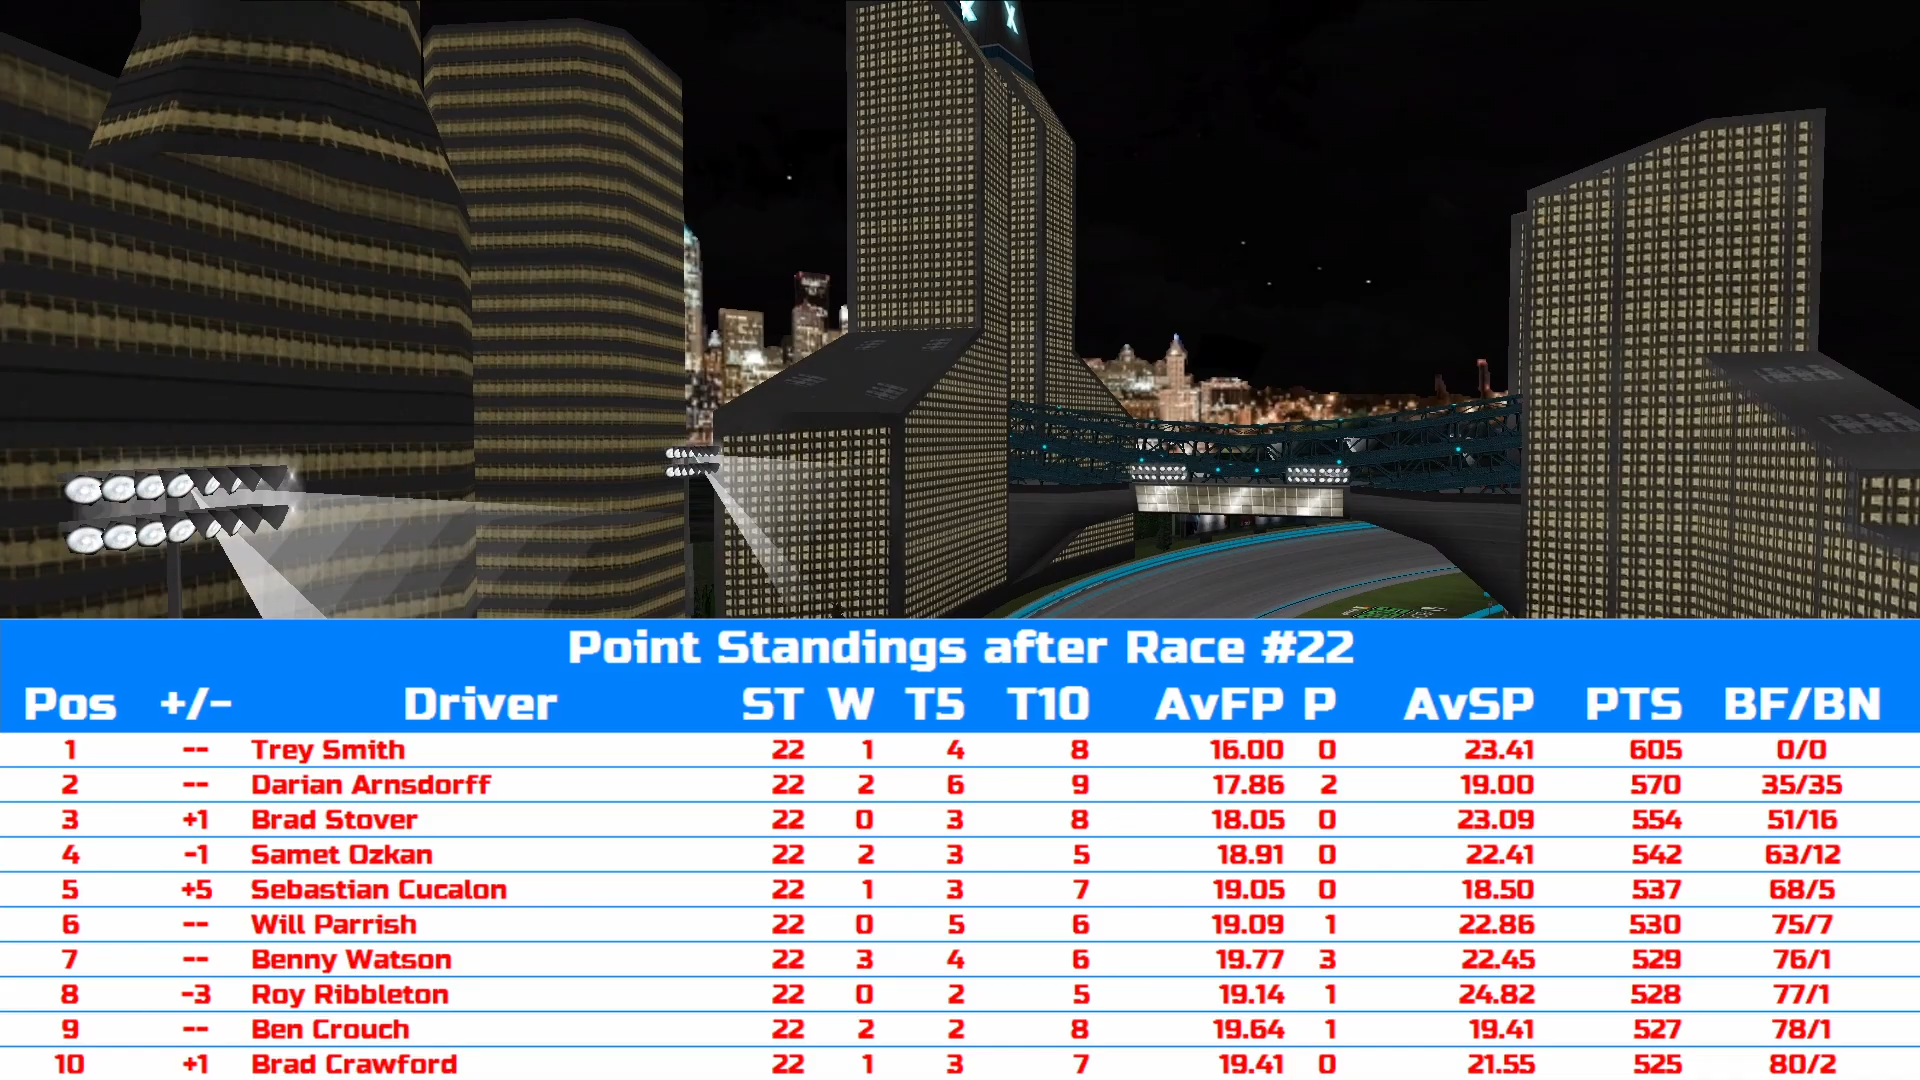 Point Standings after Race #22
Pos +/- Driver ST W T5 T10 AvFP P AvSP PTS BF/BN
1 -- Trey Smith 22 1 4 8 16.00 0 23.41 605 0/0
2 -- Darian Arnsdorff 22 2 6 9 17.86 2 19.00 570 35/35
3 +1 Brad Stover 22 0 3 8 18.05 0 23.09 554 51/16
4 -1 Samet Ozkan 22 2 3 5 18.91 0 22.41 542 63/12
5 +5 Sebastian Cucalon 22 1 3 7 19.05 0 18.50 537 68/5
6 -- Will Parrish 22 0 5 6 19.09 1 22.86 530 75/7
7 -- Benny Watson 22 3 4 6 19.77 3 22.45 529 76/1
8 -3 Roy Ribbleton 22 0 2 5 19.14 1 24.82 528 77/1
9 -- Ben Crouch 22 2 2 8 19.64 1 19.41 527 78/1
10 +1 Brad Crawford 22 1 3 7 19.41 0 21.55 525 80/2